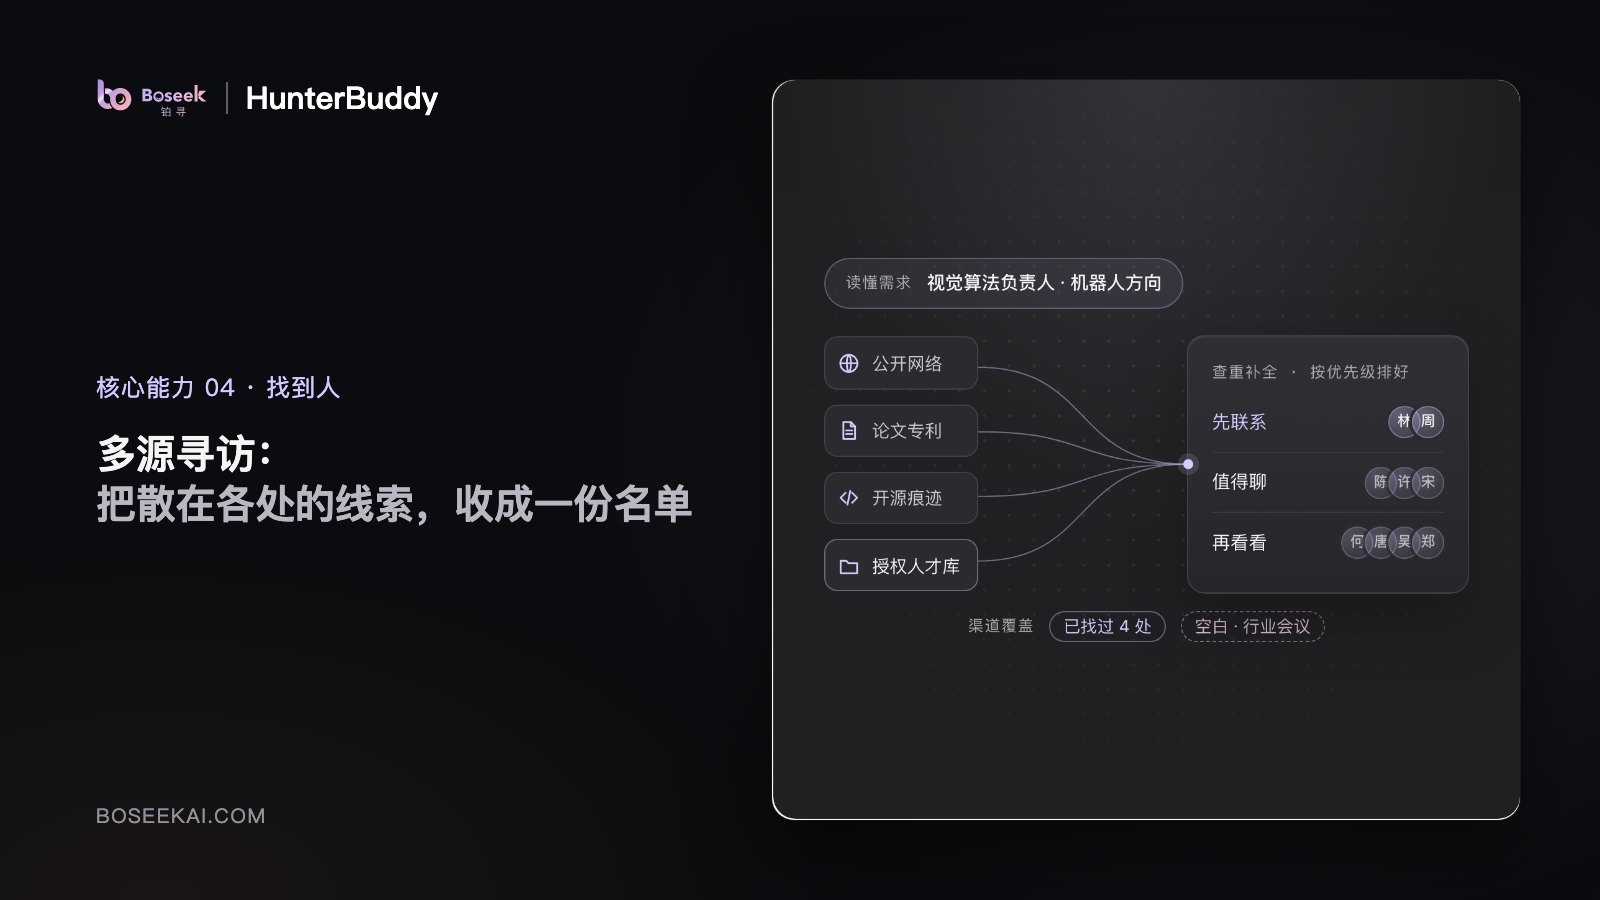 Boseek
铂寻
HunterBuddy
核心能力 04 · 找到人
多源寻访：
把散在各处的线索，收成一份名单
BOSEEKAI.COM
读懂需求 视觉算法负责人 · 机器人方向
公开网络
论文专利
开源痕迹
授权人才库
查重补全 · 按优先级排好
先联系 林 周
值得聊 陈 许 宋
再看看 何 唐 吴 郑
渠道覆盖 已找过 4 处 空白 · 行业会议